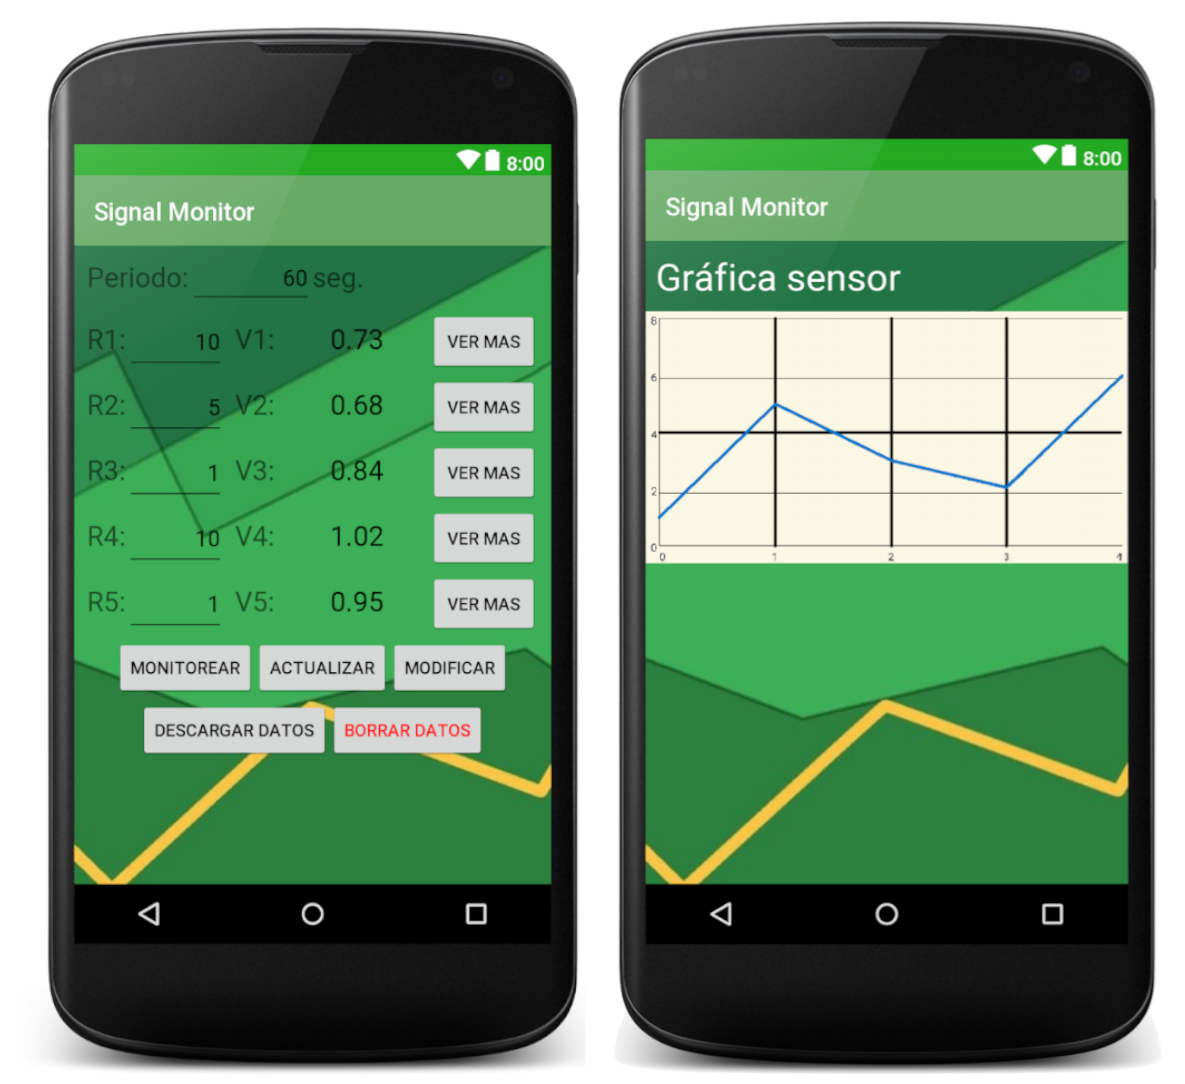 8:00
Signal Monitor
Periodo: 60 seg.
R1: 10 V1: 0.73 VER MAS
R2: 5 V2: 0.68 VER MAS
R3: 1 V3: 0.84 VER MAS
R4: 10 V4: 1.02 VER MAS
R5: 1 V5: 0.95 VER MAS
MONITOREAR ACTUALIZAR MODIFICAR
DESCARGAR DATOS BORRAR DATOS
8:00
Signal Monitor
Gráfica sensor
8
6
4
2
0
0 1 2 3 4